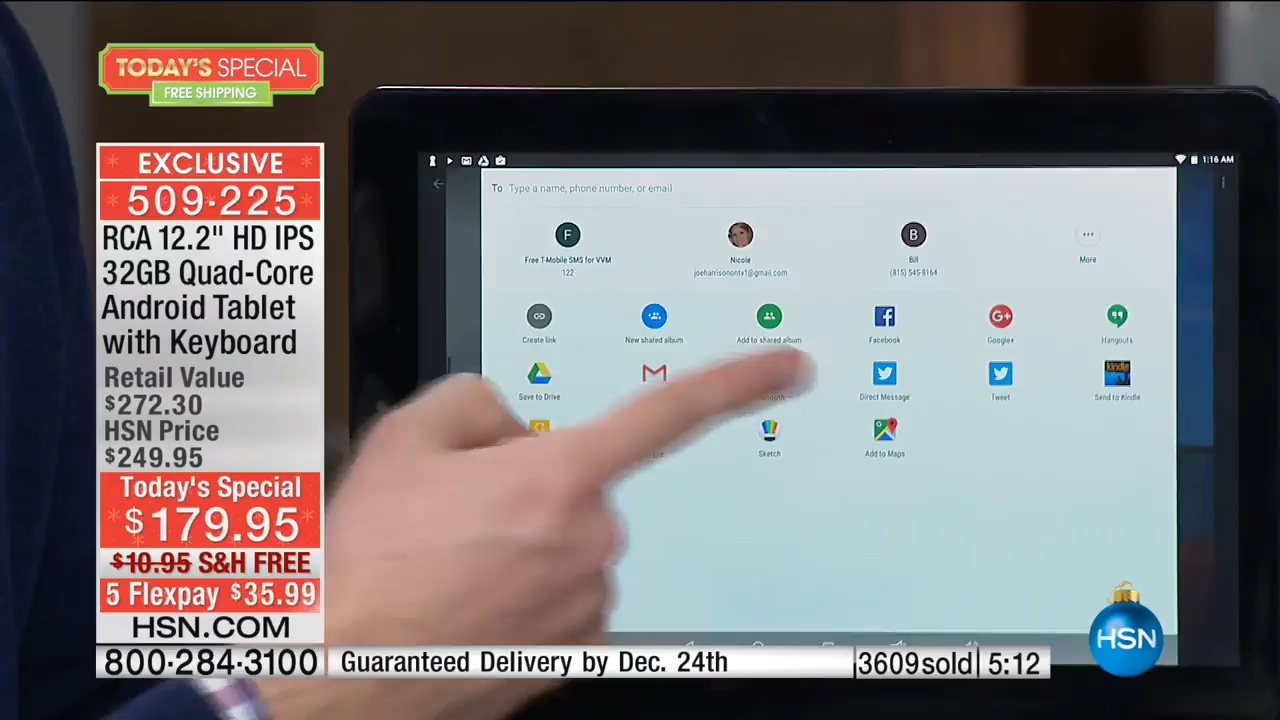 TODAY'S SPECIAL
FREE SHIPPING
EXCLUSIVE
509-225
RCA 12.2" HD IPS
32GB Quad-Core
Android Tablet
with Keyboard
Retail Value
$272.30
HSN Price
$249.95
Today's Special
$179.95
$10.95 S&H FREE
5 Flexpay $35.99
HSN.COM
800-284-3100
Guaranteed Delivery by Dec. 24th
3609sold
5:12
HSN
1:16 AM
To Type a name, phone number, or email
F
B
Free T-Mobile SMS for VVM
122
Nicole
joeharrisonontv1@gmail.com
Bill
(815) 545-8164
More
Create link
New shared album
Add to shared album
Facebook
Google+
Hangouts
Save to Drive
Direct Message
Tweet
kindle
Send to Kindle
Sketch
Add to Maps